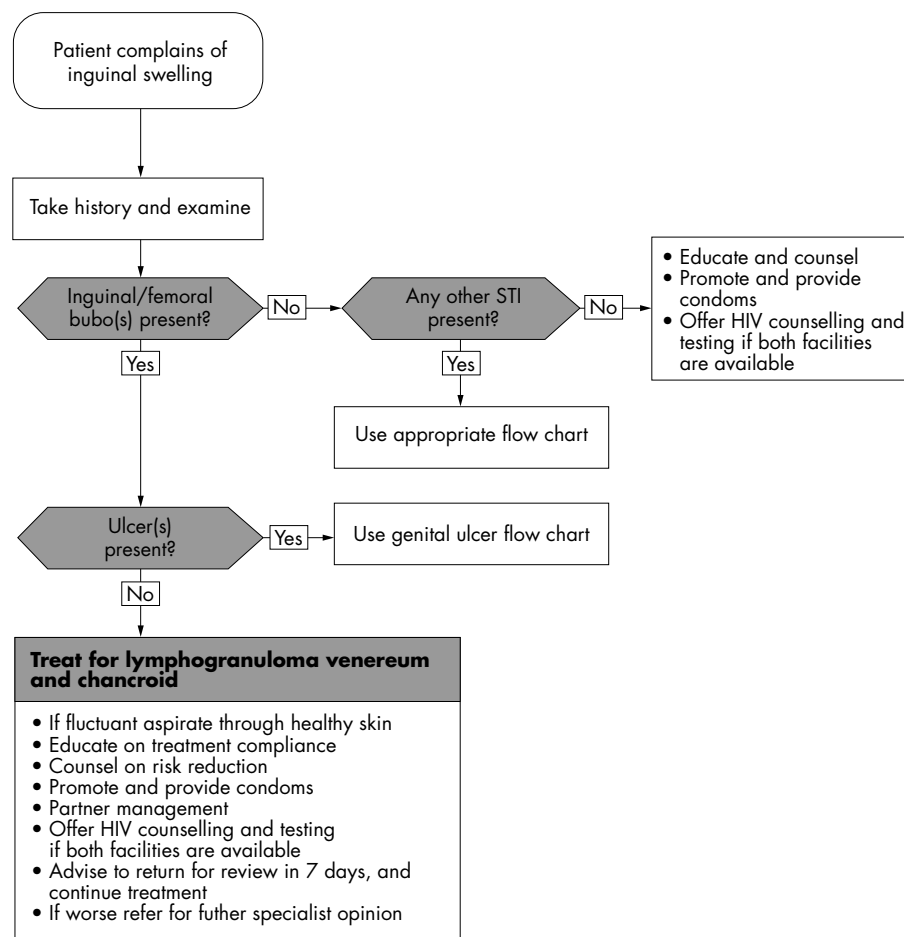 Patient complains of
inguinal swelling
Take history and examine
Inguinal/femoral
bubo(s) present?
No
Any other STI
present?
No
• Educate and counsel
• Promote and provide
condoms
• Offer HIV counselling and
testing if both facilities
are available
Yes
Yes
Use appropriate flow chart
Ulcer(s)
present?
Yes
Use genital ulcer flow chart
No
Treat for lymphogranuloma venereum
and chancroid
• If fluctuant aspirate through healthy skin
• Educate on treatment compliance
• Counsel on risk reduction
• Promote and provide condoms
• Partner management
• Offer HIV counselling and testing
if both facilities are available
• Advise to return for review in 7 days, and
continue treatment
• If worse refer for futher specialist opinion